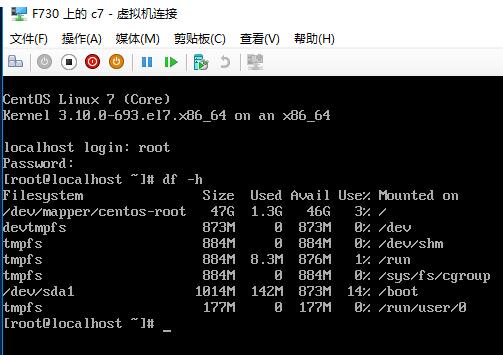 F730 上的 c7 - 虚拟机连接
文件(F) 操作(A) 媒体(M) 剪贴板(C) 查看(V) 帮助(H)
CentOS Linux 7 (Core)
Kernel 3.10.0-693.el7.x86_64 on an x86_64
localhost login: root
Password:
[root@localhost ~]# df -h
Filesystem Size Used Avail Use% Mounted on
/dev/mapper/centos-root 47G 1.3G 46G 3% /
devtmpfs 873M 0 873M 0% /dev
tmpfs 884M 0 884M 0% /dev/shm
tmpfs 884M 8.3M 876M 1% /run
tmpfs 884M 0 884M 0% /sys/fs/cgroup
/dev/sda1 1014M 142M 873M 14% /boot
tmpfs 177M 0 177M 0% /run/user/0
[root@localhost ~]# _